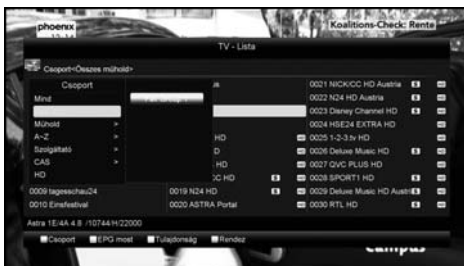 phoenix
Koalitions-Check: Rente
TV - Lista
Csoport<Összes műhold>
Csoport
Mind
Műhold >
A~Z >
Szolgáltató >
CAS >
HD
0009 tagesschau24
0010 Einsfestival
0019 N24 HD
0020 ASTRA Portal
0021 NICK/CC HD Austria
0022 N24 HD Austria
0023 Disney Channel HD
0024 HSE24 EXTRA HD
0025 1-2-3.tv HD
0026 Deluxe Music HD
0027 QVC PLUS HD
0028 SPORT1 HD
0029 Deluxe Music HD Austri
0030 RTL HD
Astra 1E/4A 4.8 /10744/H/22000
Csoport EPG most Tulajdonság Rendez
Campus